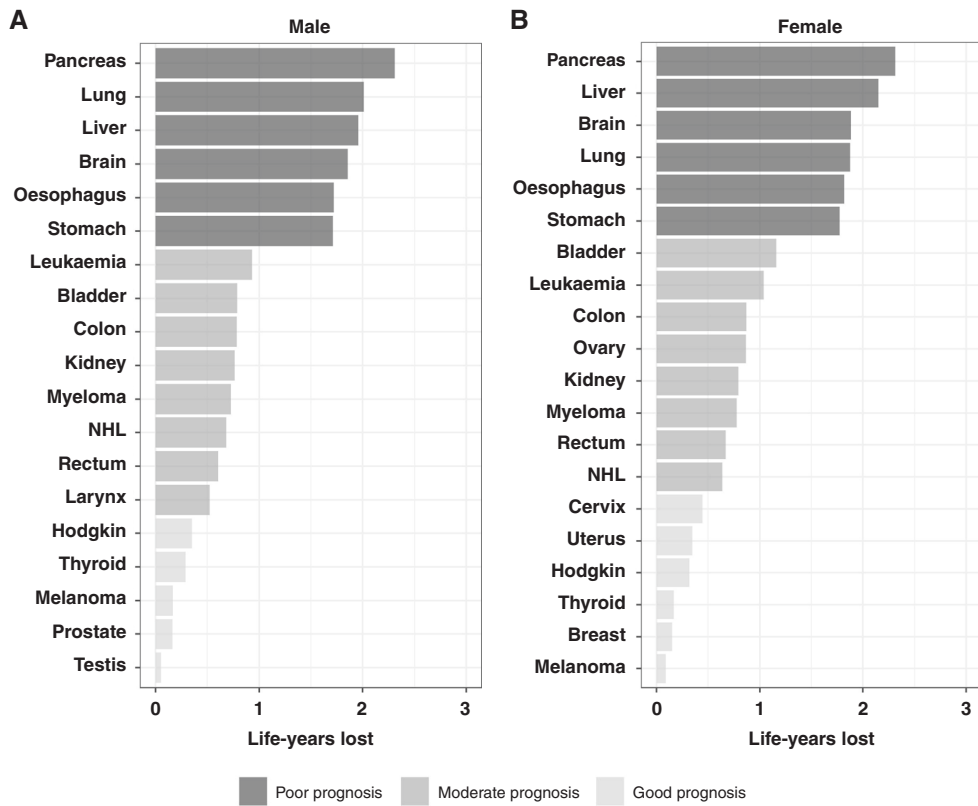 A
Male
Pancreas
Lung
Liver
Brain
Oesophagus
Stomach
Leukaemia
Bladder
Colon
Kidney
Myeloma
NHL
Rectum
Larynx
Hodgkin
Thyroid
Melanoma
Prostate
Testis
0 1 2 3
Life-years lost
B
Female
Pancreas
Liver
Brain
Lung
Oesophagus
Stomach
Bladder
Leukaemia
Colon
Ovary
Kidney
Myeloma
Rectum
NHL
Cervix
Uterus
Hodgkin
Thyroid
Breast
Melanoma
0 1 2 3
Life-years lost
Poor prognosis Moderate prognosis Good prognosis